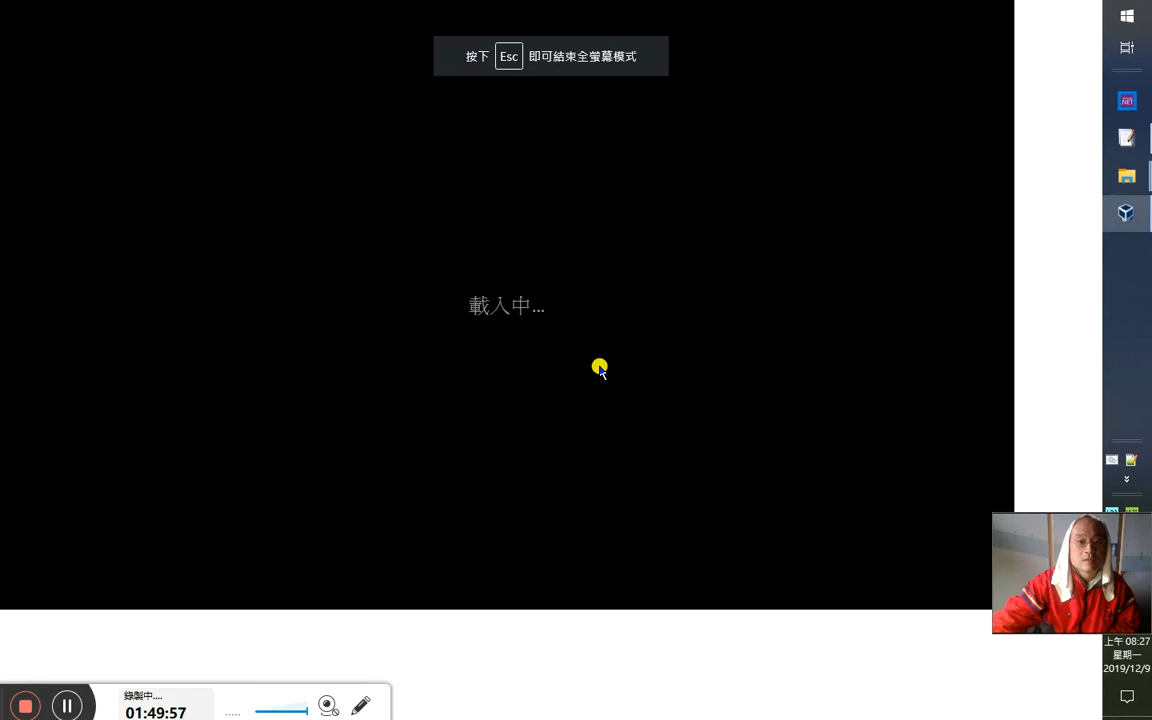 按下 Esc 即可結束全螢幕模式
載入中...
.NET
上午 08:27
星期一
2019/12/9
錄製中....
01:49:57
.....